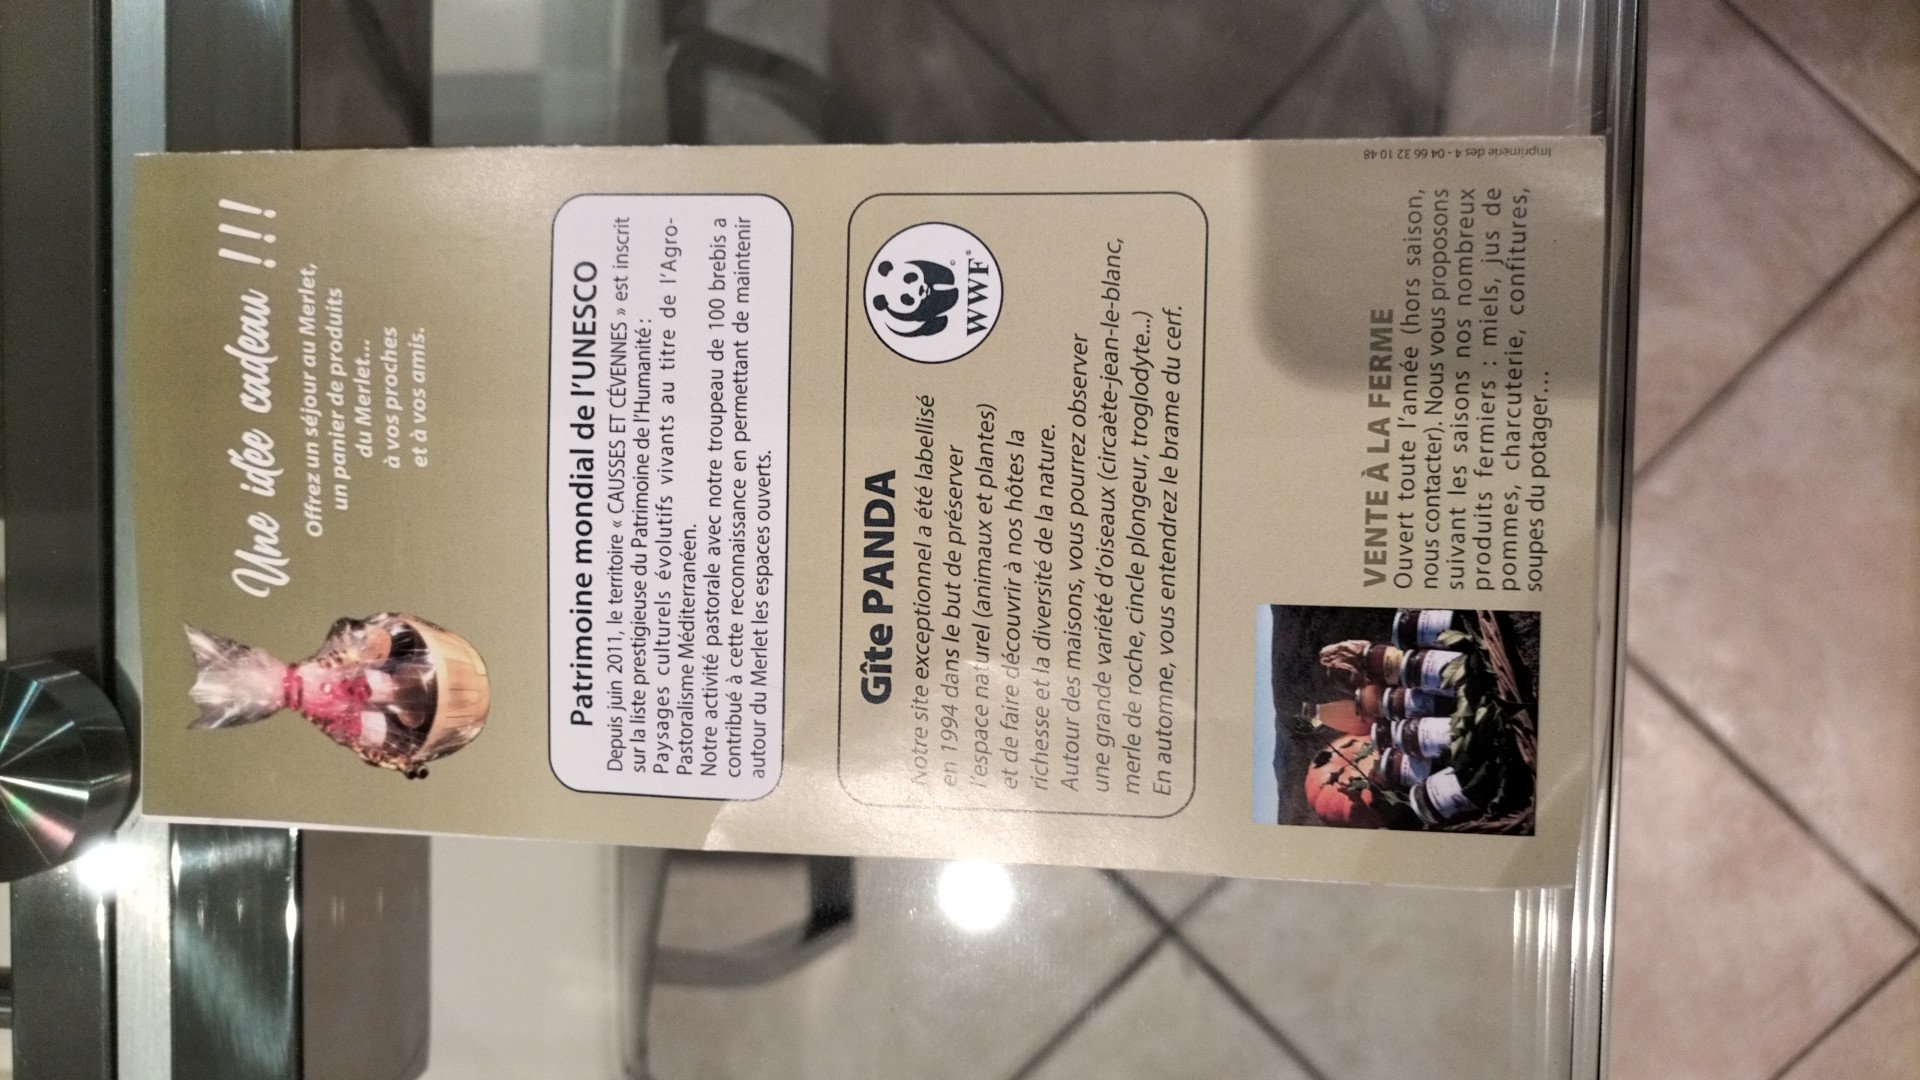 Une idée cadeau !!!
Offrez un séjour au Merlet,
un panier de produits
du Merlet...
à vos proches
et à vos amis.
Patrimoine mondial de l'UNESCO
Depuis juin 2011, le territoire « CAUSSES ET CÉVENNES » est inscrit
sur la liste prestigieuse du Patrimoine de l'Humanité :
Paysages culturels évolutifs vivants au titre de l'Agro-
Pastoralisme Méditerranéen.
Notre activité pastorale avec notre troupeau de 100 brebis a
contribué à cette reconnaissance en permettant de maintenir
autour du Merlet les espaces ouverts.
Gîte PANDA
WWF
Notre site exceptionnel a été labellisé
en 1994 dans le but de préserver
l'espace naturel (animaux et plantes)
et de faire découvrir à nos hôtes la
richesse et la diversité de la nature.
Autour des maisons, vous pourrez observer
une grande variété d'oiseaux (circaète-jean-le-blanc,
merle de roche, cincle plongeur, troglodyte...)
En automne, vous entendrez le brame du cerf.
VENTE À LA FERME
Ouvert toute l'année (hors saison,
nous contacter). Nous vous proposons
suivant les saisons nos nombreux
produits fermiers : miels, jus de
pommes, charcuterie, confitures,
soupes du potager...
Imprimerie des 4 - 04 66 32 10 48